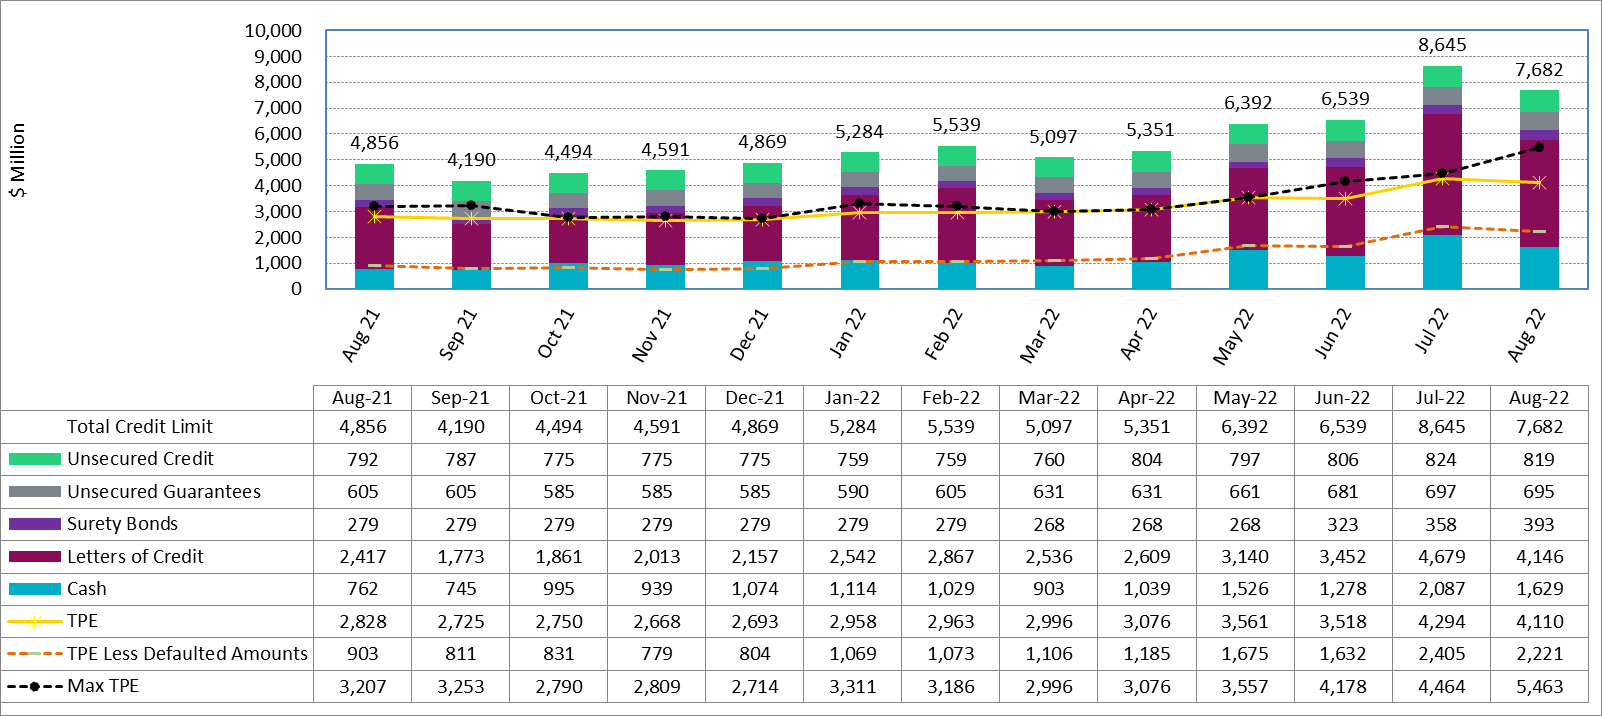 $ Million
10,000
9,000
8,000
7,000
6,000
5,000
4,000
3,000
2,000
1,000
0
4,856
4,190
4,494
4,591
4,869
5,284
5,539
5,097
5,351
6,392
6,539
8,645
7,682
Aug 21
Sep 21
Oct 21
Nov 21
Dec 21
Jan 22
Feb 22
Mar 22
Apr 22
May 22
Jun 22
Jul 22
Aug 22
Aug-21 Sep-21 Oct-21 Nov-21 Dec-21 Jan-22 Feb-22 Mar-22 Apr-22 May-22 Jun-22 Jul-22 Aug-22
Total Credit Limit 4,856 4,190 4,494 4,591 4,869 5,284 5,539 5,097 5,351 6,392 6,539 8,645 7,682
Unsecured Credit 792 787 775 775 775 759 759 760 804 797 806 824 819
Unsecured Guarantees 605 605 585 585 585 590 605 631 631 661 681 697 695
Surety Bonds 279 279 279 279 279 279 279 268 268 268 323 358 393
Letters of Credit 2,417 1,773 1,861 2,013 2,157 2,542 2,867 2,536 2,609 3,140 3,452 4,679 4,146
Cash 762 745 995 939 1,074 1,114 1,029 903 1,039 1,526 1,278 2,087 1,629
TPE 2,828 2,725 2,750 2,668 2,693 2,958 2,963 2,996 3,076 3,561 3,518 4,294 4,110
TPE Less Defaulted Amounts 903 811 831 779 804 1,069 1,073 1,106 1,185 1,675 1,632 2,405 2,221
Max TPE 3,207 3,253 2,790 2,809 2,714 3,311 3,186 2,996 3,076 3,557 4,178 4,464 5,463